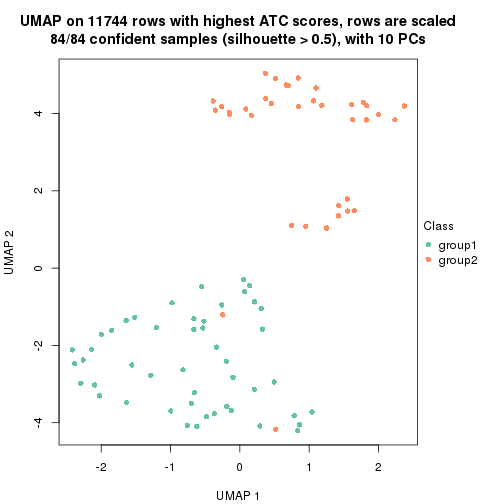 UMAP on 11744 rows with highest ATC scores, rows are scaled
84/84 confident samples (silhouette > 0.5), with 10 PCs
4
2
0
-2
-4
UMAP 2
-2
-1
0
1
2
UMAP 1
Class
group1
group2